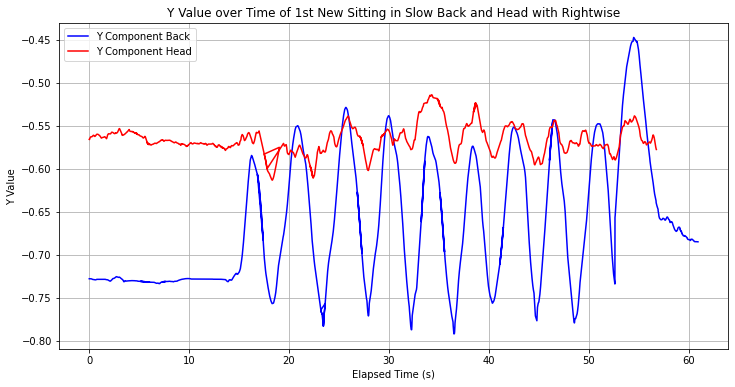 Y Value over Time of 1st New Sitting in Slow Back and Head with Rightwise
Y Component Back
Y Component Head
−0.45
−0.50
−0.55
−0.60
−0.65
−0.70
−0.75
−0.80
Y Value
0 10 20 30 40 50 60
Elapsed Time (s)